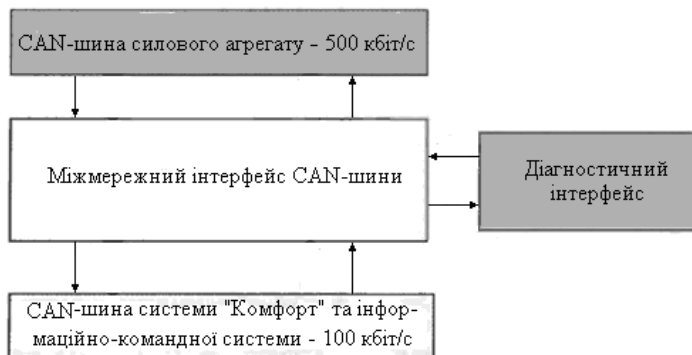 CAN-шина силового агрегату - 500 кбіт/с
Міжмережний інтерфейс CAN-шини
Діагностичний
інтерфейс
CAN-шина системи "Комфорт" та інфор-
маційно-командної системи - 100 кбіт/с